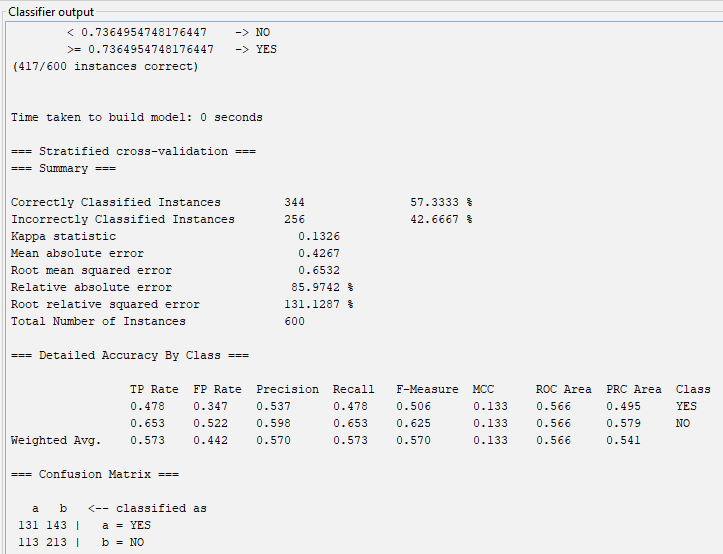 Classifier output
< 0.7364954748176447 -> NO
>= 0.7364954748176447 -> YES
(417/600 instances correct)
Time taken to build model: 0 seconds
=== Stratified cross-validation ===
=== Summary ===
Correctly Classified Instances 344 57.3333 %
Incorrectly Classified Instances 256 42.6667 %
Kappa statistic 0.1326
Mean absolute error 0.4267
Root mean squared error 0.6532
Relative absolute error 85.9742 %
Root relative squared error 131.1287 %
Total Number of Instances 600
=== Detailed Accuracy By Class ===
TP Rate FP Rate Precision Recall F-Measure MCC ROC Area PRC Area Class
0.478 0.347 0.537 0.478 0.506 0.133 0.566 0.495 YES
0.653 0.522 0.598 0.653 0.625 0.133 0.566 0.579 NO
Weighted Avg. 0.573 0.442 0.570 0.573 0.570 0.133 0.566 0.541
=== Confusion Matrix ===
a b <-- classified as
131 143 | a = YES
113 213 | b = NO